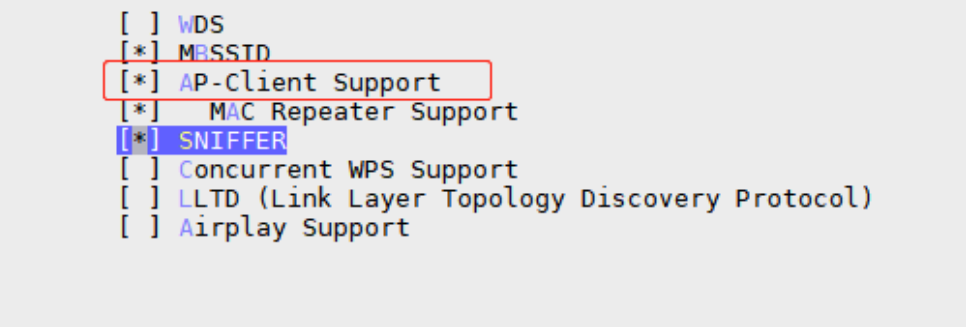 [ ] WDS
[*] MBSSID
[*] AP-Client Support
[*]   MAC Repeater Support
[*] SNIFFER
[ ] Concurrent WPS Support
[ ] LLTD (Link Layer Topology Discovery Protocol)
[ ] Airplay Support